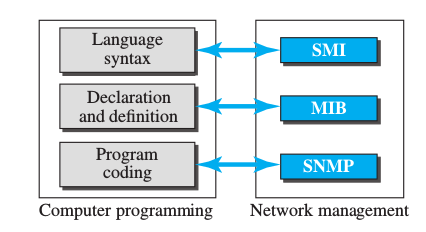 Language
syntax
SMI
Declaration
and definition
MIB
Program
coding
SNMP
Computer programming
Network management